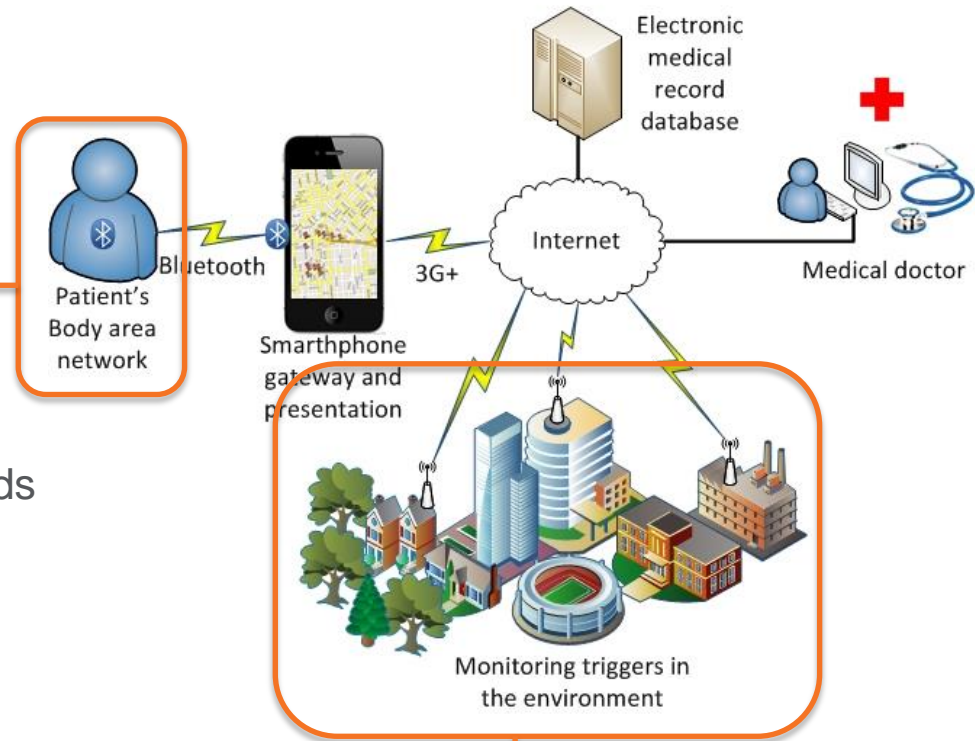 Electronic
medical
record
database
Internet
Medical doctor
Bluetooth
3G+
Patient's
Body area
network
Smarthphone
gateway and
presentation
ds
Monitoring triggers in
the environment